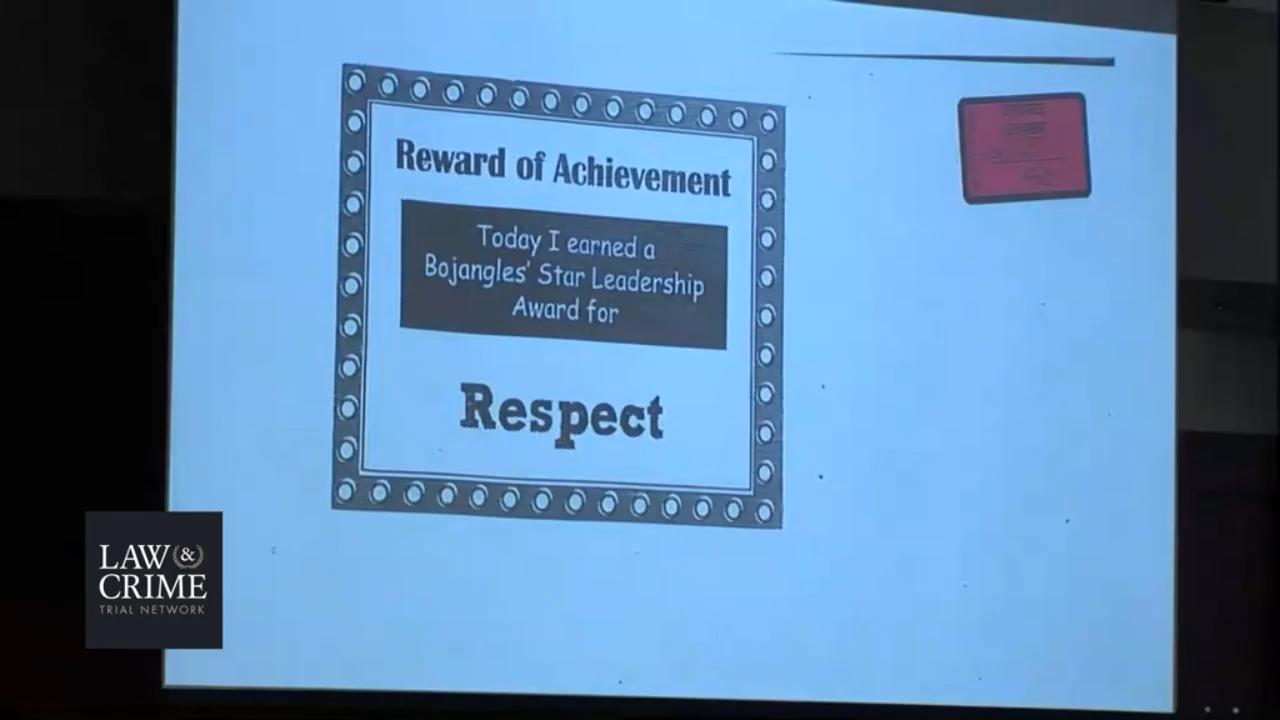 Reward of Achievement
Today I earned a
Bojangles' Star Leadership
Award for
Respect
LAW &
CRIME
TRIAL NETWORK